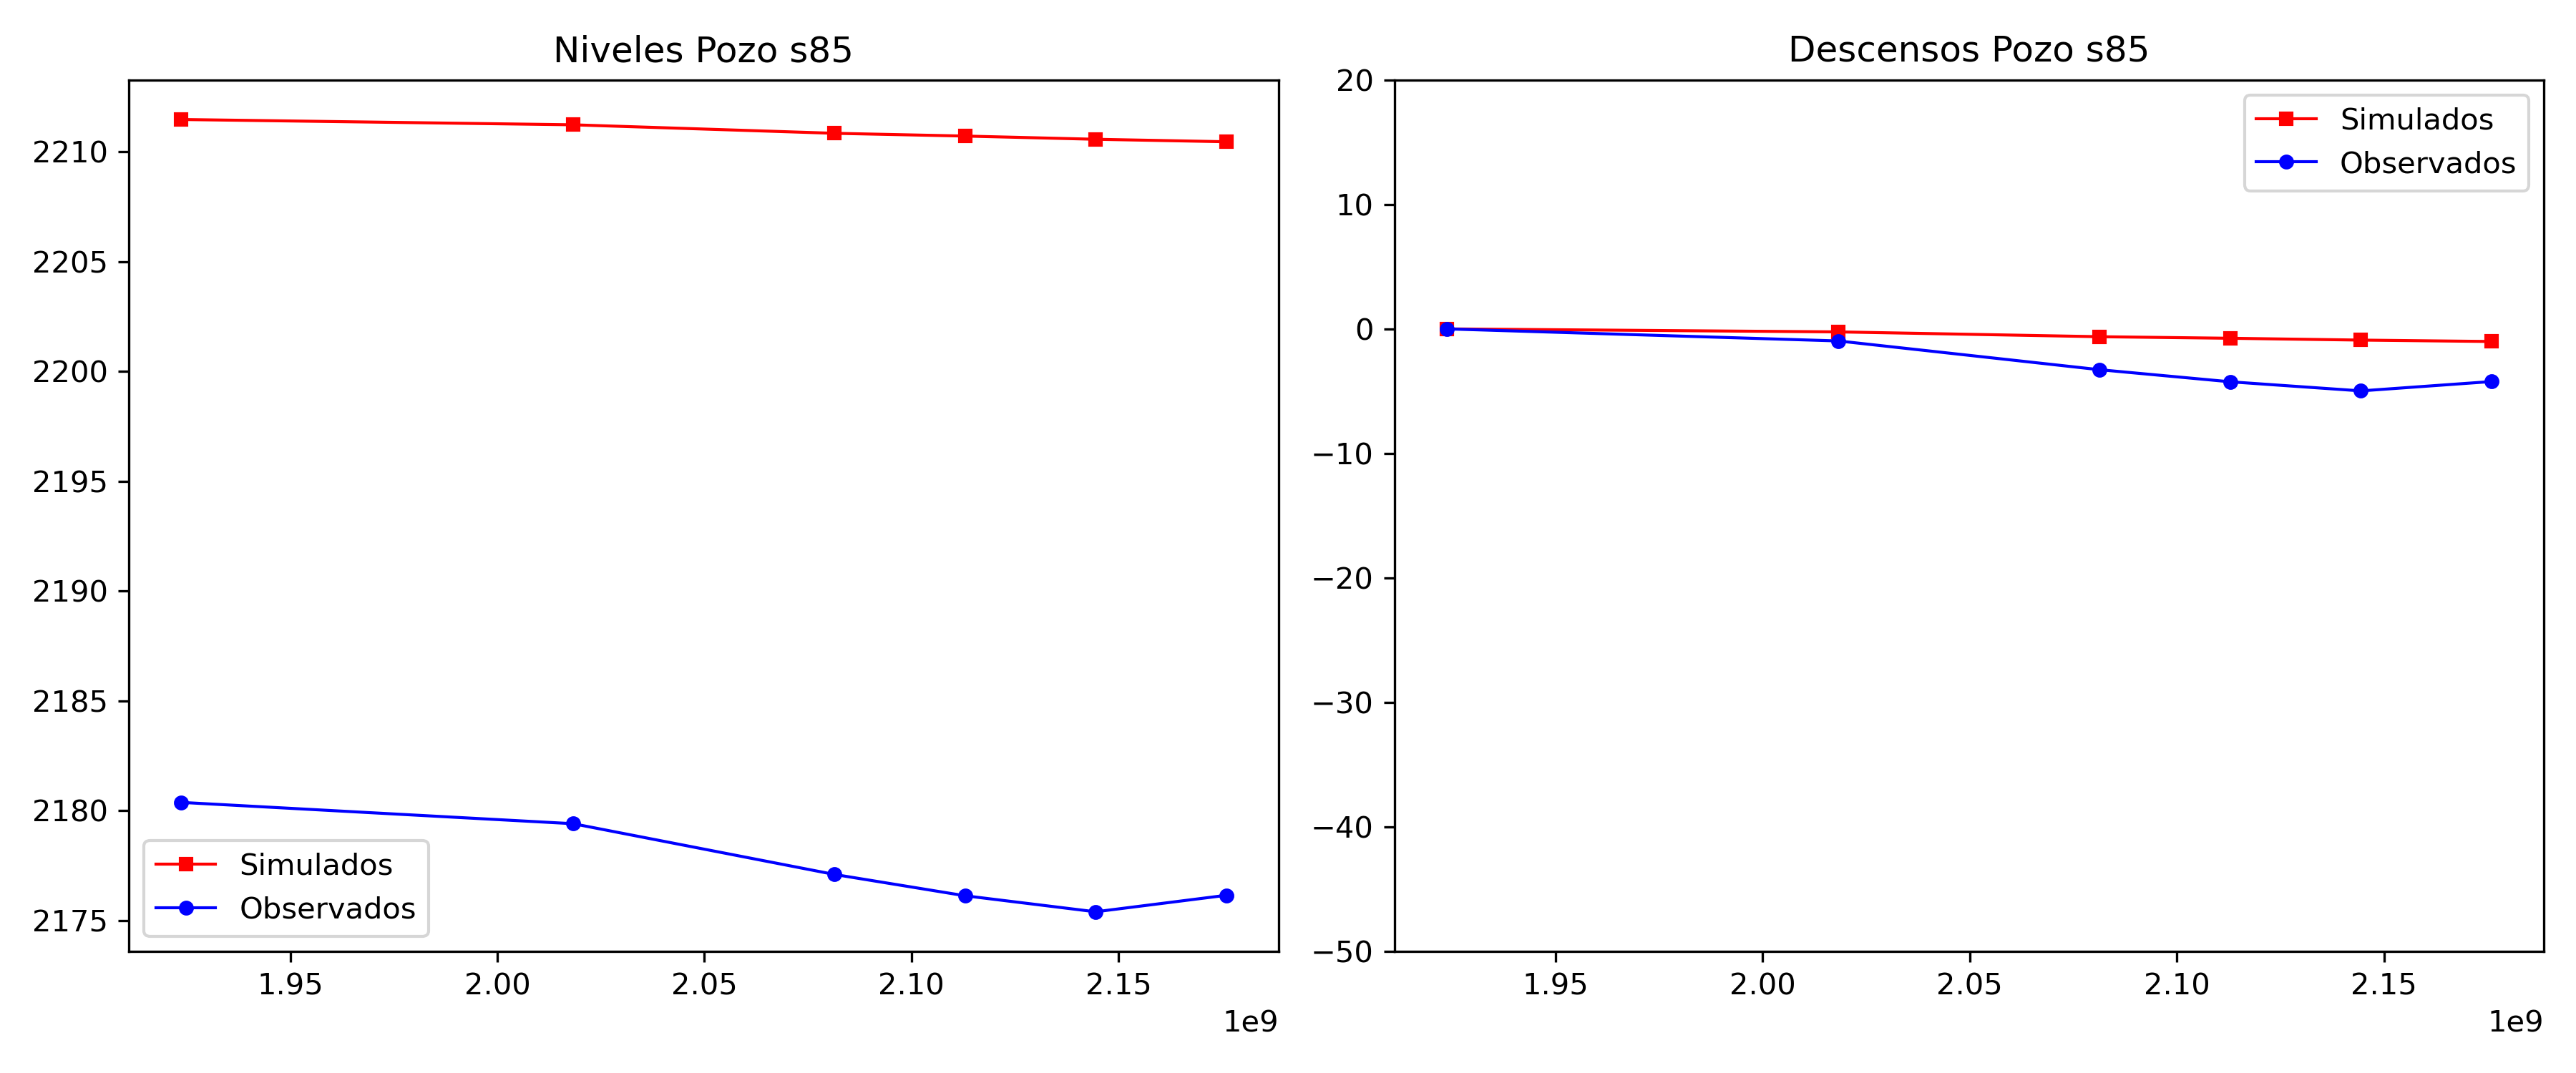 Niveles Pozo s85
2210
2205
2200
2195
2190
2185
2180
2175
Simulados
Observados
1.95 2.00 2.05 2.10 2.15
1e9
Descensos Pozo s85
20
10
0
−10
−20
−30
−40
−50
Simulados
Observados
1.95 2.00 2.05 2.10 2.15
1e9